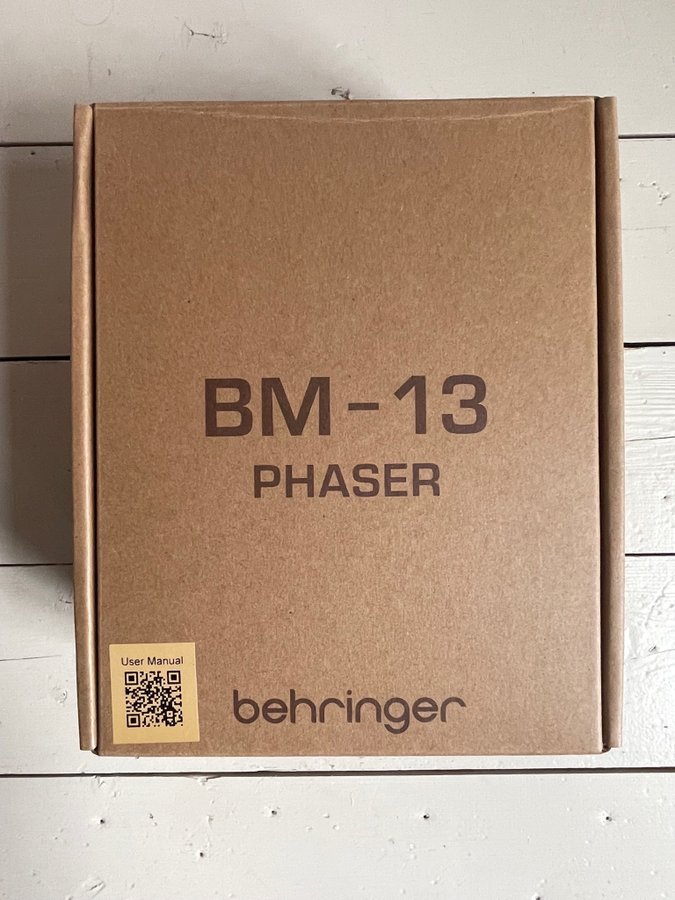 BM-13
PHASER
User Manual
behringer